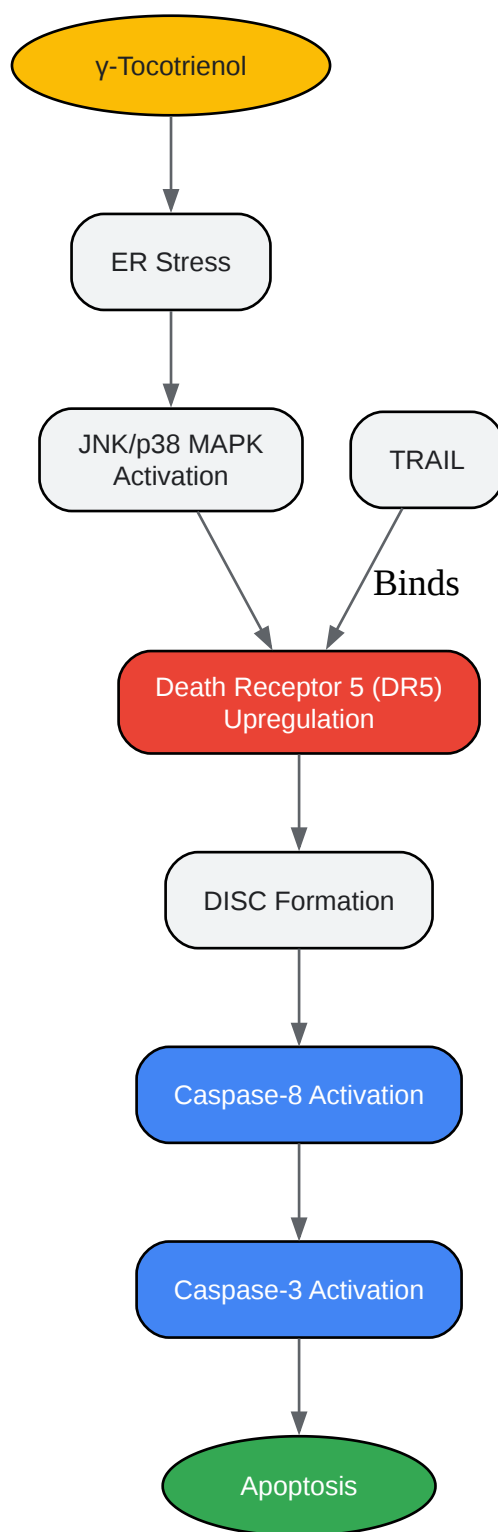 γ-Tocotrienol
ER Stress
JNK/p38 MAPK
Activation
TRAIL
Binds
Death Receptor 5 (DR5)
Upregulation
DISC Formation
Caspase-8 Activation
Caspase-3 Activation
Apoptosis